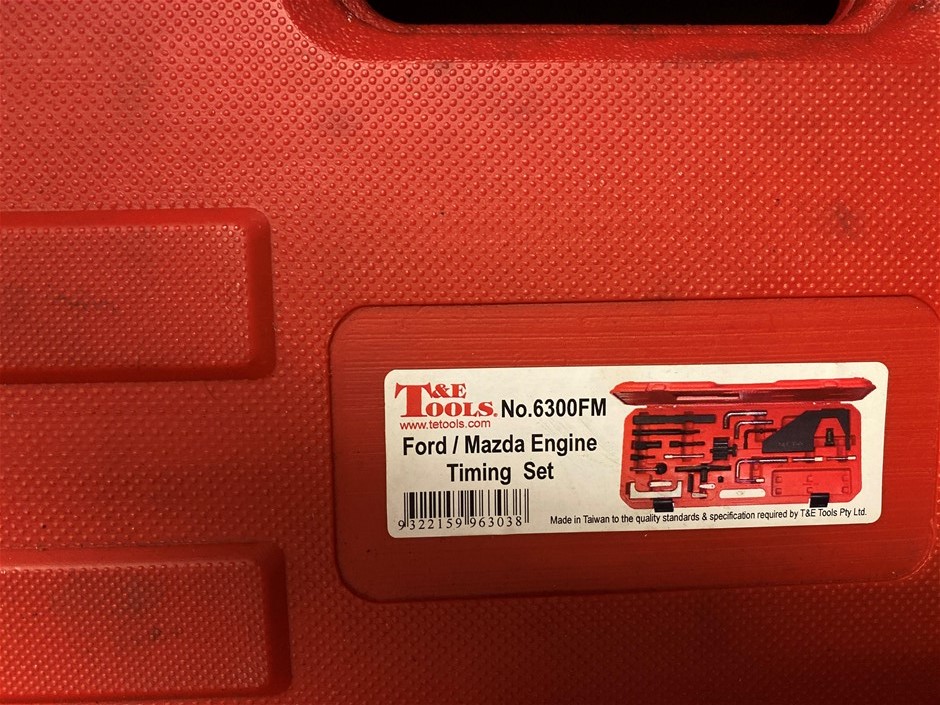 T&E TOOLS. No.6300FM
www.tetools.com
Ford / Mazda Engine
Timing Set
9 322159 963038
Made in Taiwan to the quality standards & specification required by T&E Tools Pty Ltd.